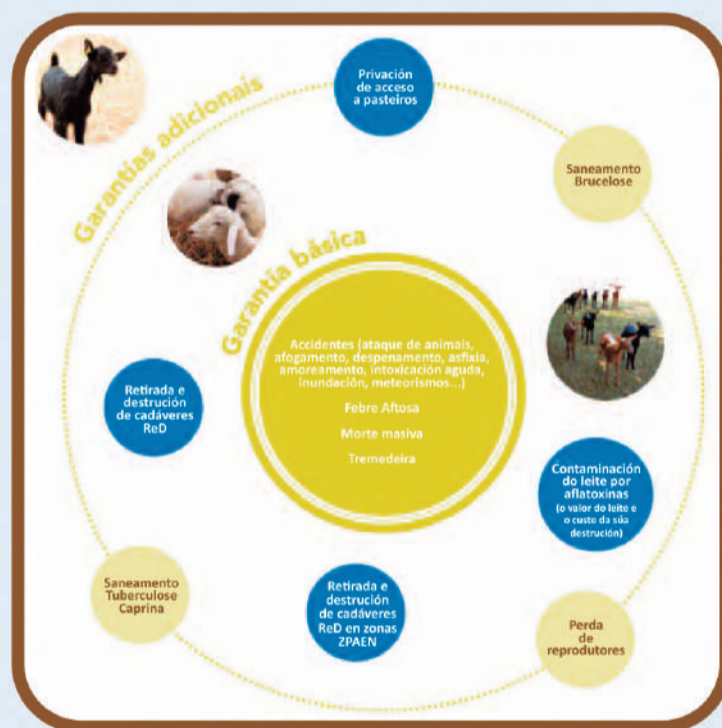 Garantías adicionais
Privación
de acceso
a pasteiros
Saneamento
Brucelose
Garantía básica
Accidentes (ataque de animais,
afogamento, despenamento, asfixia,
amoreamento, intoxicación aguda,
inundación, meteorismos...)
Febre Aftosa
Morte masiva
Tremedeira
Retirada e
destrución
de cadáveres
ReD
Contaminación
do leite por
aflatoxinas
(o valor do leite e
o custe da súa
destrución)
Saneamento
Tuberculose
Caprina
Retirada e
destrución
de cadáveres
ReD en zonas
ZPAEN
Perda
de
reprodutores